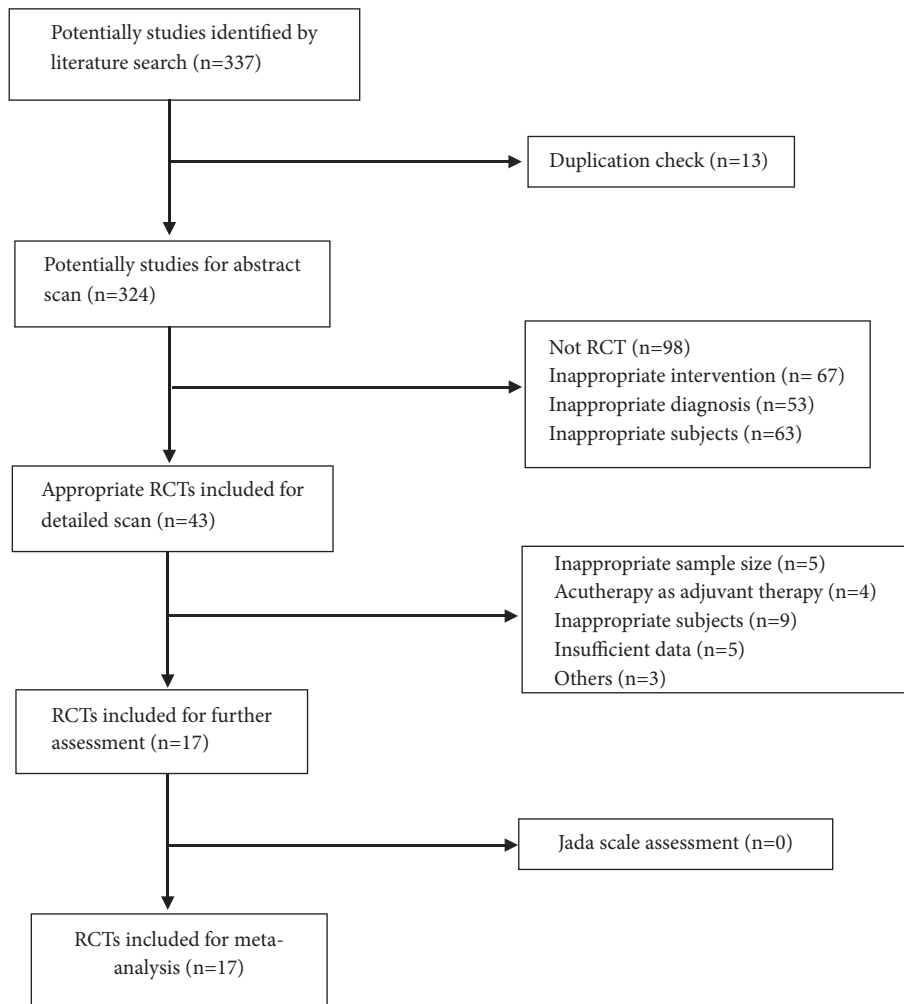 Potentially studies identified by
literature search (n=337)
Duplication check (n=13)
Potentially studies for abstract
scan (n=324)
Not RCT (n=98)
Inappropriate intervention (n= 67)
Inappropriate diagnosis (n=53)
Inappropriate subjects (n=63)
Appropriate RCTs included for
detailed scan (n=43)
Inappropriate sample size (n=5)
Acutherapy as adjuvant therapy (n=4)
Inappropriate subjects (n=9)
Insufficient data (n=5)
Others (n=3)
RCTs included for further
assessment (n=17)
Jada scale assessment (n=0)
RCTs included for meta-
analysis (n=17)